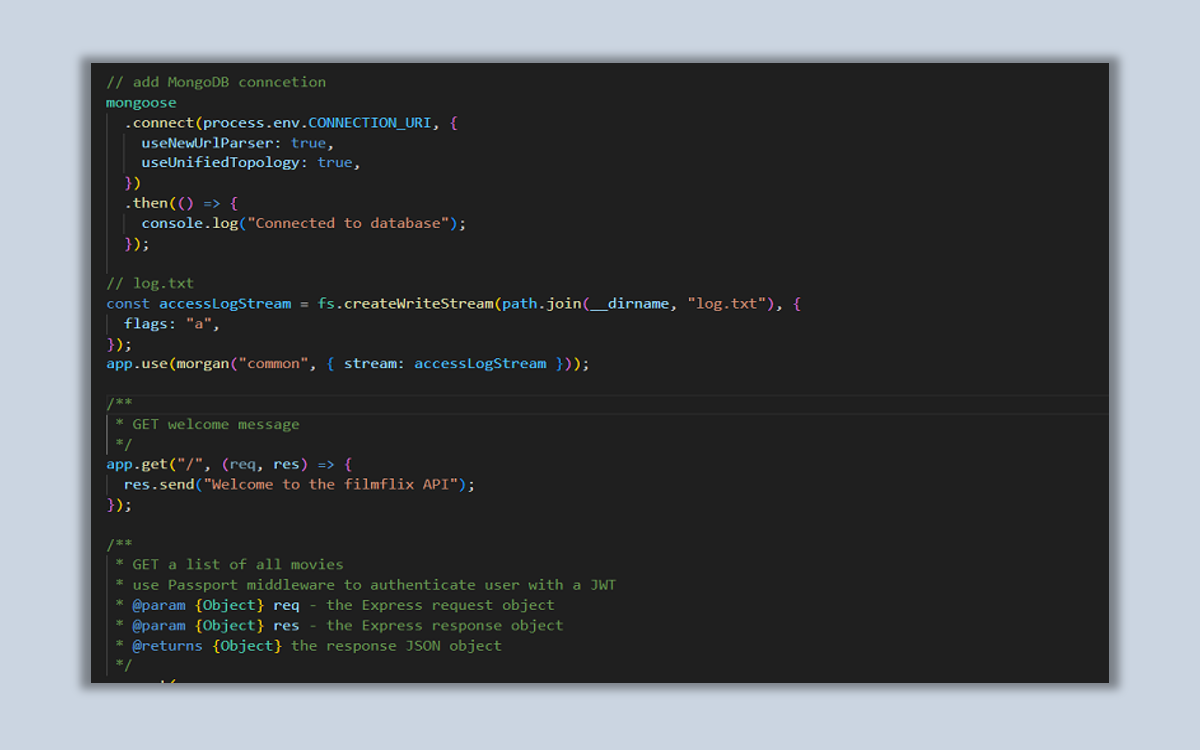 // add MongoDB conncetion
mongoose
  .connect(process.env.CONNECTION_URI, {
    useNewUrlParser: true,
    useUnifiedTopology: true,
  })
  .then(() => {
    console.log("Connected to database");
  });

// log.txt
const accessLogStream = fs.createWriteStream(path.join(__dirname, "log.txt"), {
  flags: "a",
});
app.use(morgan("common", { stream: accessLogStream }));

/**
 * GET welcome message
 */
app.get("/", (req, res) => {
  res.send("Welcome to the filmflix API");
});

/**
 * GET a list of all movies
 * use Passport middleware to authenticate user with a JWT
 * @param {Object} req - the Express request object
 * @param {Object} res - the Express response object
 * @returns {Object} the response JSON object
 */